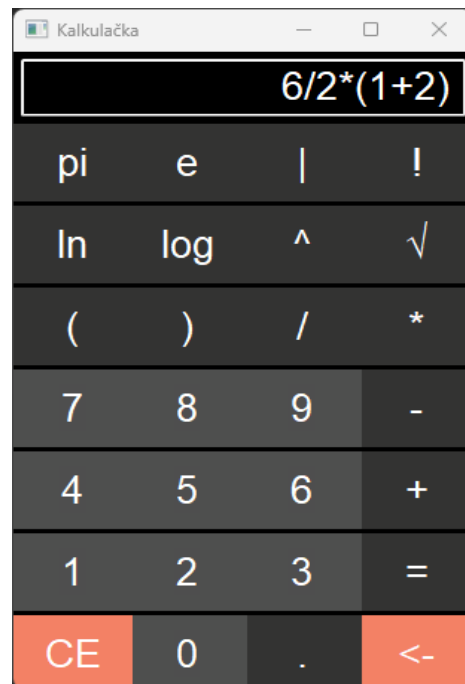 Kalkulačka
6/2*(1+2)
pi e | !
ln log ^ √
( ) / *
7 8 9 -
4 5 6 +
1 2 3 =
CE 0 . <-